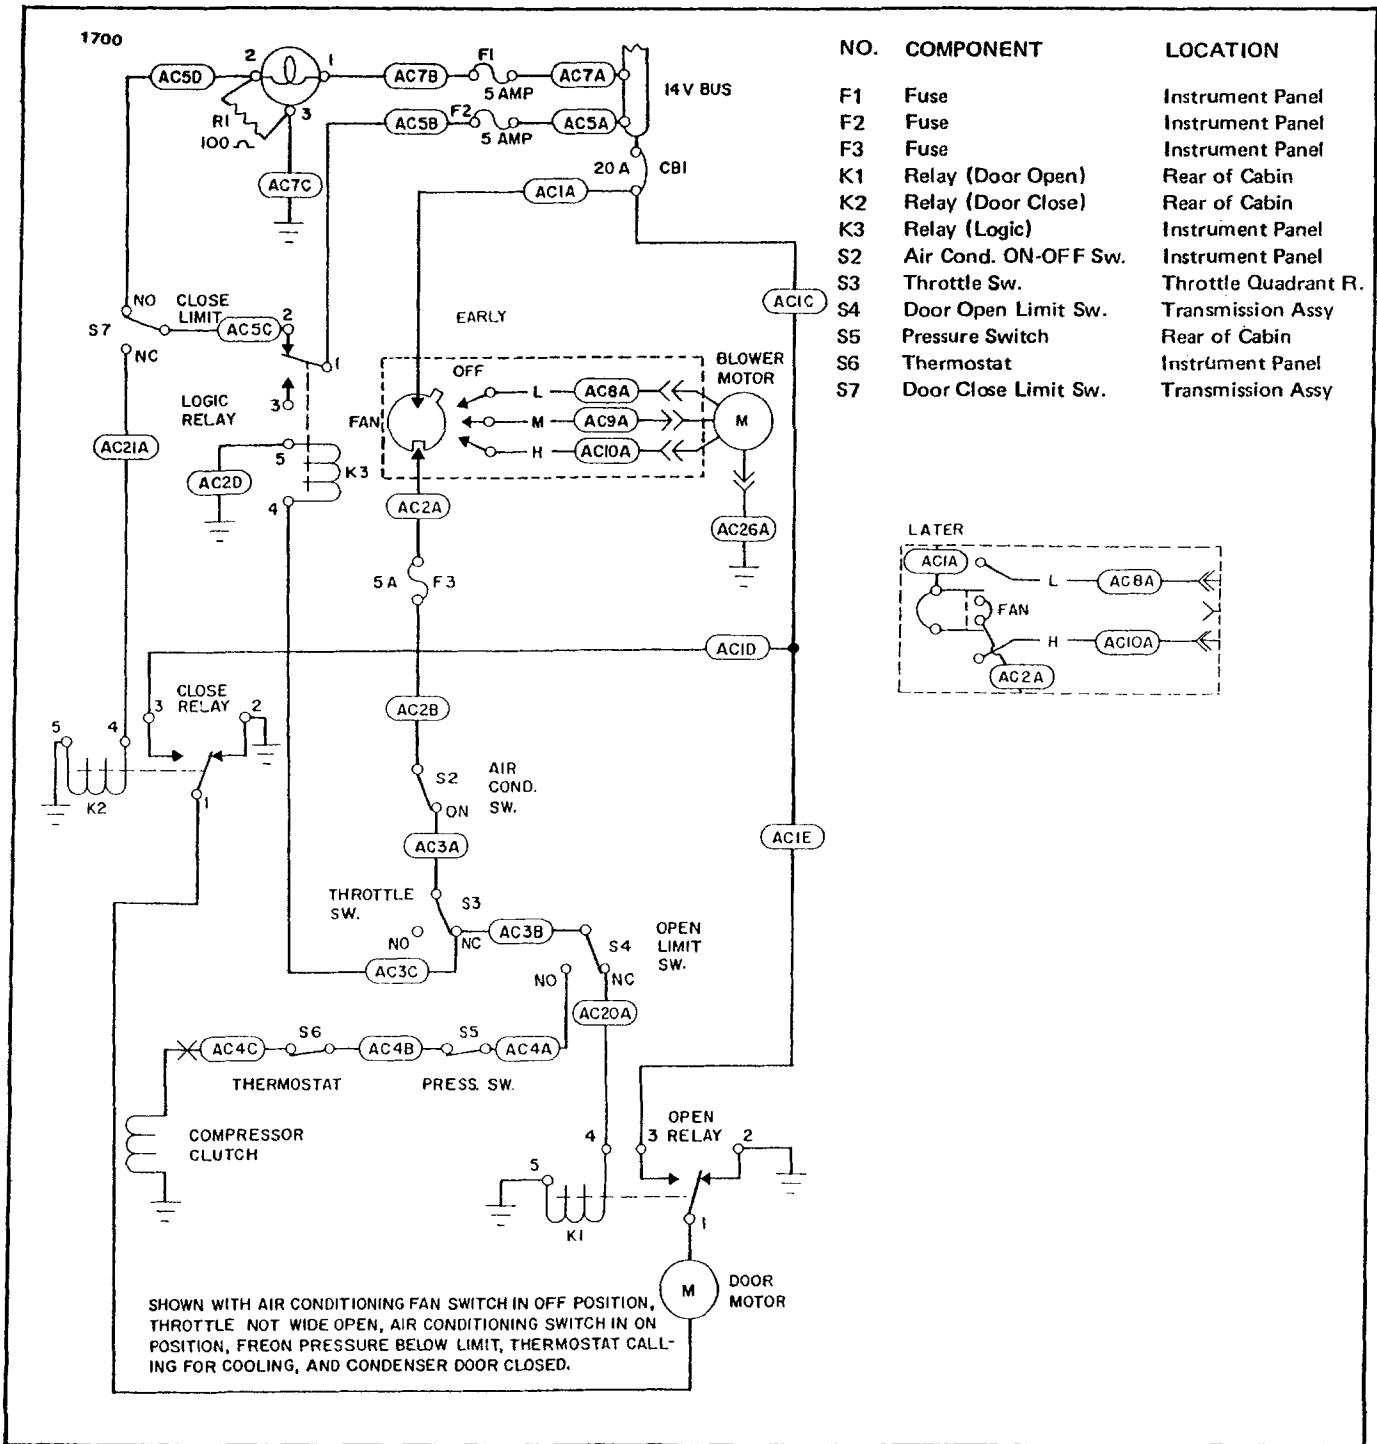 1700
NO. COMPONENT LOCATION
F1 Fuse Instrument Panel
F2 Fuse Instrument Panel
F3 Fuse Instrument Panel
K1 Relay (Door Open) Rear of Cabin
K2 Relay (Door Close) Rear of Cabin
K3 Relay (Logic) Instrument Panel
S2 Air Cond. ON-OFF Sw. Instrument Panel
S3 Throttle Sw. Throttle Quadrant R.
S4 Door Open Limit Sw. Transmission Assy
S5 Pressure Switch Rear of Cabin
S6 Thermostat Instrument Panel
S7 Door Close Limit Sw. Transmission Assy
AC5D 2 1 AC7B F1 AC7A
5 AMP
14V BUS
R1
100 Ω
3
AC5B F2 AC5A
5 AMP
20 A CB1
AC7C
AC1A
NO CLOSE
LIMIT
S7
AC5C 2
NC
1
EARLY
AC1C
LOGIC
RELAY
3
5
K3
4
AC21A
AC2D
OFF
FAN
L AC8A
M AC9A
H AC10A
BLOWER
MOTOR
M
AC2A
AC26A
5A F3
LATER
AC1A
L AC8A
FAN
H AC10A
AC2A
AC1D
CLOSE
RELAY
3 2
5 4
K2
1
AC2B
S2
AIR
COND.
SW.
ON
AC3A
AC1E
THROTTLE
SW.
S3
NO NC
AC3B
AC3C
OPEN
LIMIT
SW.
S4
NO NC
AC20A
AC4C S6 AC4B S5 AC4A
THERMOSTAT PRESS. SW.
COMPRESSOR
CLUTCH
OPEN
RELAY
4 3 2
5
K1
1
M
DOOR
MOTOR
SHOWN WITH AIR CONDITIONING FAN SWITCH IN OFF POSITION,
THROTTLE NOT WIDE OPEN, AIR CONDITIONING SWITCH IN ON
POSITION, FREON PRESSURE BELOW LIMIT, THERMOSTAT CALL-
ING FOR COOLING, AND CONDENSER DOOR CLOSED.